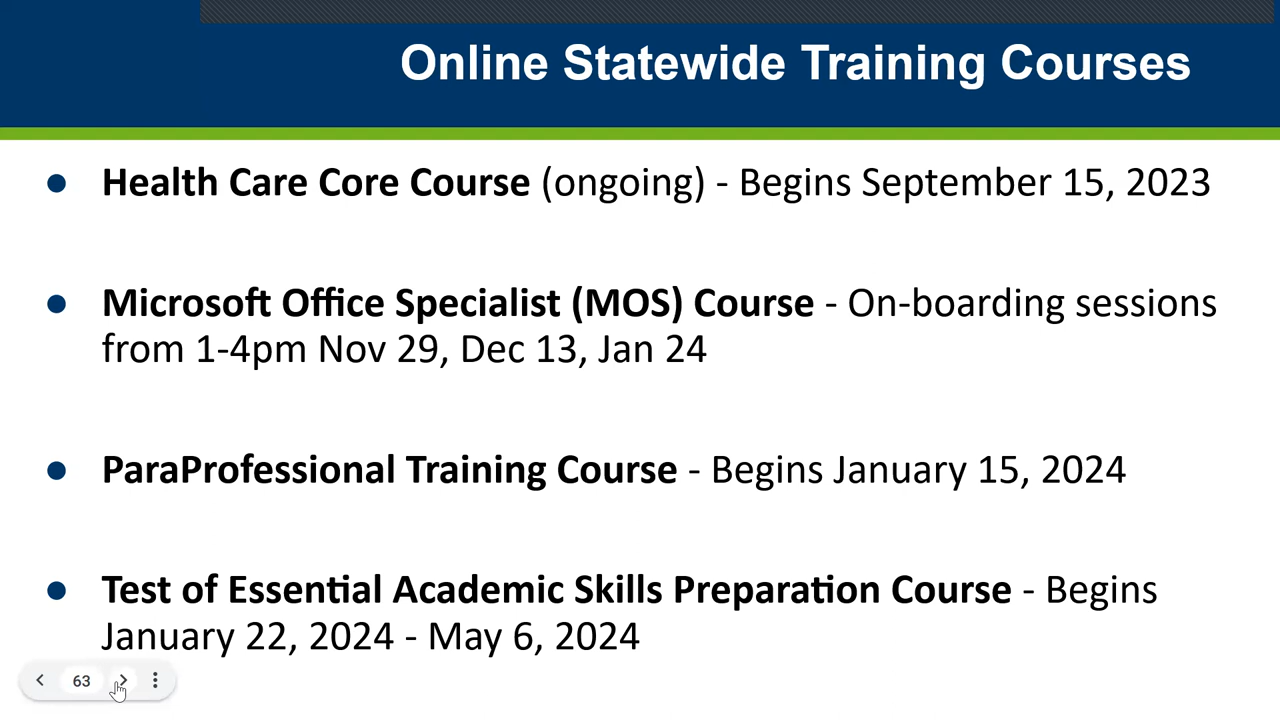 Online Statewide Training Courses
● Health Care Core Course (ongoing) - Begins September 15, 2023
● Microsoft Office Specialist (MOS) Course - On-boarding sessions
from 1-4pm Nov 29, Dec 13, Jan 24
● ParaProfessional Training Course - Begins January 15, 2024
● Test of Essential Academic Skills Preparation Course - Begins
January 22, 2024 - May 6, 2024
63